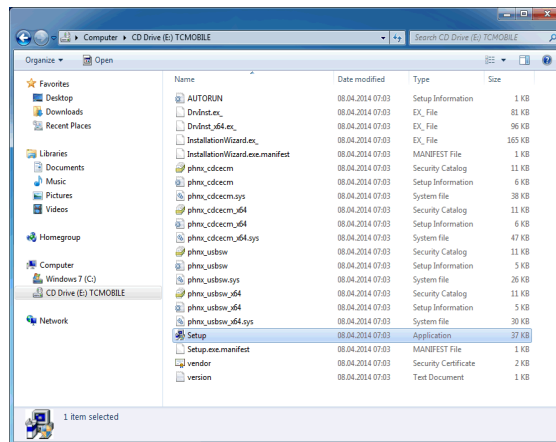 Computer ▸ CD Drive (E:) TCMOBILE
Search CD Drive (E:) TCMOBILE
Organize ▾ Open
Favorites
Desktop
Downloads
Recent Places
Libraries
Documents
Music
Pictures
Videos
Homegroup
Computer
Windows 7 (C:)
CD Drive (E:) TCMOBILE
Network
Name Date modified Type Size
AUTORUN 08.04.2014 07:03 Setup Information 1 KB
DrvInst.ex_ 08.04.2014 07:03 EX_ File 81 KB
DrvInst_x64.ex_ 08.04.2014 07:03 EX_ File 96 KB
InstallationWizard.ex_ 08.04.2014 07:03 EX_ File 165 KB
InstallationWizard.exe.manifest 08.04.2014 07:03 MANIFEST File 1 KB
phnx_cdcecm 08.04.2014 07:03 Security Catalog 11 KB
phnx_cdcecm 08.04.2014 07:03 Setup Information 6 KB
phnx_cdcecm.sys 08.04.2014 07:03 System file 38 KB
phnx_cdcecm_x64 08.04.2014 07:03 Security Catalog 11 KB
phnx_cdcecm_x64 08.04.2014 07:03 Setup Information 6 KB
phnx_cdcecm_x64.sys 08.04.2014 07:03 System file 47 KB
phnx_usbsw 08.04.2014 07:03 Security Catalog 11 KB
phnx_usbsw 08.04.2014 07:03 Setup Information 5 KB
phnx_usbsw.sys 08.04.2014 07:03 System file 26 KB
phnx_usbsw_x64 08.04.2014 07:03 Security Catalog 11 KB
phnx_usbsw_x64 08.04.2014 07:03 Setup Information 5 KB
phnx_usbsw_x64.sys 08.04.2014 07:03 System file 30 KB
Setup 08.04.2014 07:03 Application 37 KB
Setup.exe.manifest 08.04.2014 07:03 MANIFEST File 1 KB
vendor 08.04.2014 07:03 Security Certificate 2 KB
version 08.04.2014 07:03 Text Document 1 KB
1 item selected